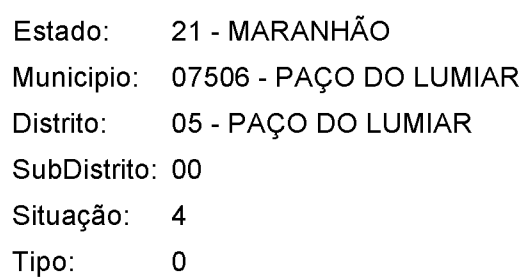 Estado: 21 - MARANHÃO
Municipio: 07506 - PAÇO DO LUMIAR
Distrito: 05 - PAÇO DO LUMIAR
SubDistrito: 00
Situação: 4
Tipo: 0